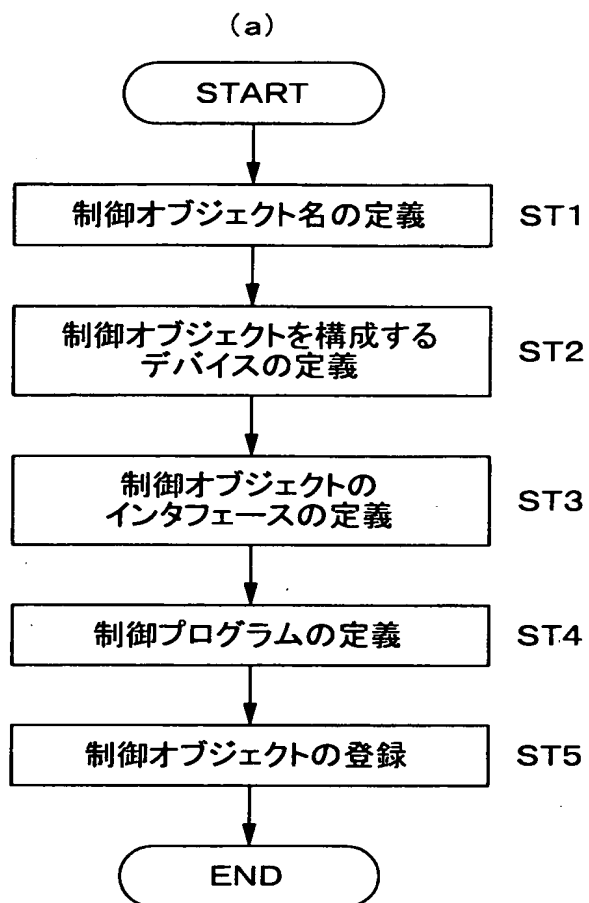 (a)
START
制御オブジェクト名の定義 ST1
制御オブジェクトを構成する
デバイスの定義 ST2
制御オブジェクトの
インタフェースの定義 ST3
制御プログラムの定義 ST4
制御オブジェクトの登録 ST5
END